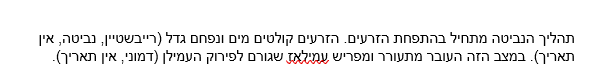 תהליך הנביטה מתחיל בהתפחת הזרעים. הזרעים קולטים מים ונפחם גדל (רייבשטיין, נביטה, אין
תאריך). במצב הזה העובר מתעורר ומפריש עמילאז שגורם לפירוק העמילן (דמוני, אין תאריך).